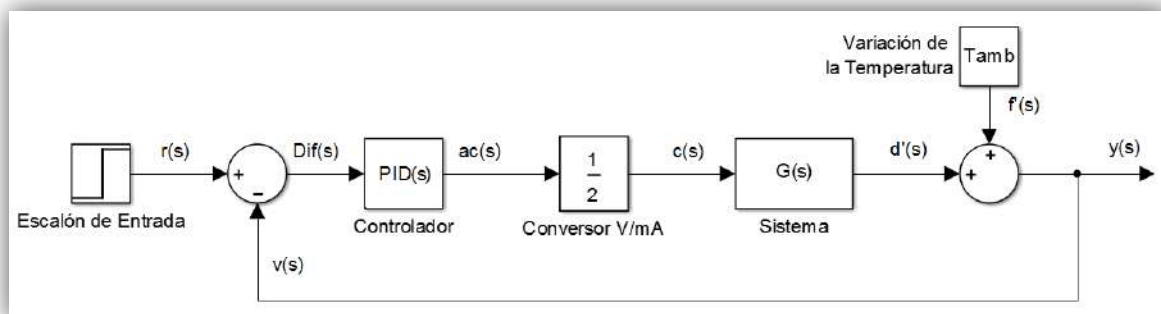 Variación de
la Temperatura
Tamb
f'(s)
r(s)
Dif(s)
ac(s)
c(s)
d'(s)
y(s)
+
-
PID(s)
1
2
G(s)
+
+
Escalón de Entrada
Controlador
Conversor V/mA
Sistema
v(s)